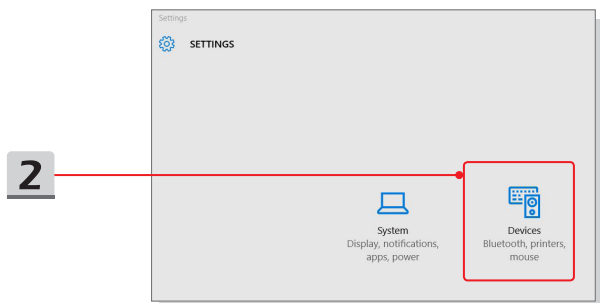 Settings
SETTINGS
2
System
Display, notifications,
apps, power
Devices
Bluetooth, printers,
mouse